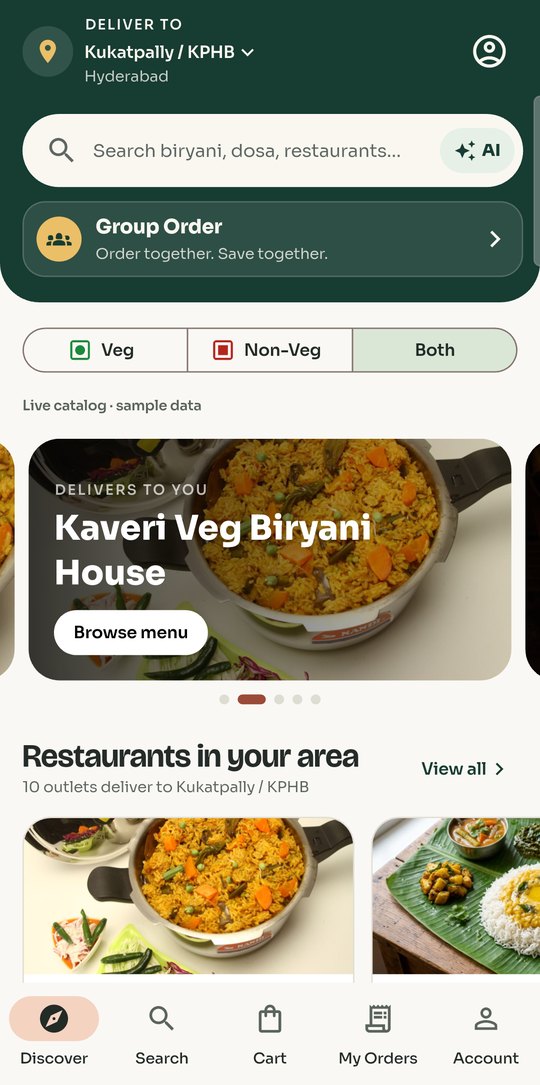 DELIVER TO
Kukatpally / KPHB
Hyderabad
Search biryani, dosa, restaurants...
AI
Group Order
Order together. Save together.
Veg
Non-Veg
Both
Live catalog · sample data
DELIVERS TO YOU
Kaveri Veg Biryani
House
Browse menu
Restaurants in your area
View all
10 outlets deliver to Kukatpally / KPHB
Discover
Search
Cart
My Orders
Account